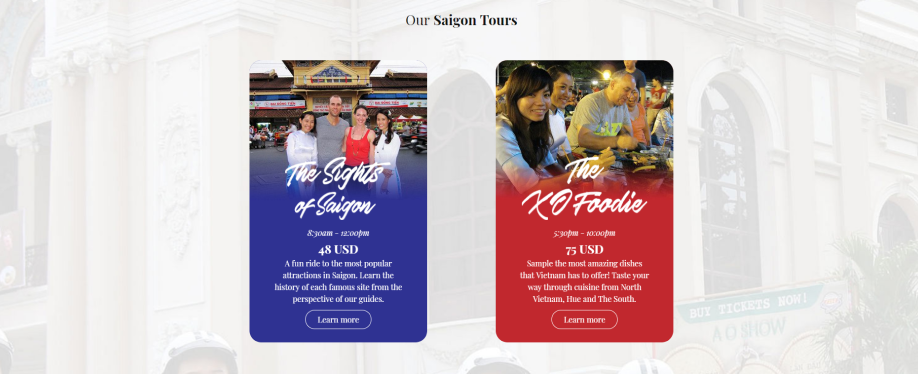 Our Saigon Tours
The Sights
of Saigon
8:30am - 12:00pm
48 USD
A fun ride to the most popular
attractions in Saigon. Learn the
history of each famous site from the
perspective of our guides.
Learn more
The
XO Foodie
5:30pm - 10:00pm
75 USD
Sample the most amazing dishes
that Vietnam has to offer! Taste your
way through cuisine from North
Vietnam, Hue and The South.
Learn more
BUY TICKETS NOW!
A O SHOW